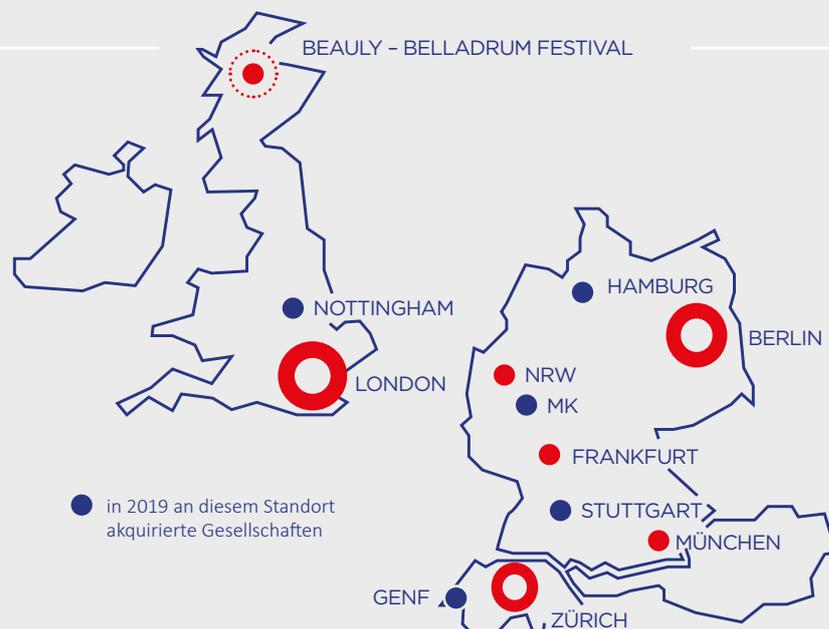 BEAULY – BELLADRUM FESTIVAL
HAMBURG
NOTTINGHAM
BERLIN
NRW
LONDON
MK
FRANKFURT
in 2019 an diesem Standort
akquirierte Gesellschaften
STUTTGART
MÜNCHEN
GENF
ZÜRICH